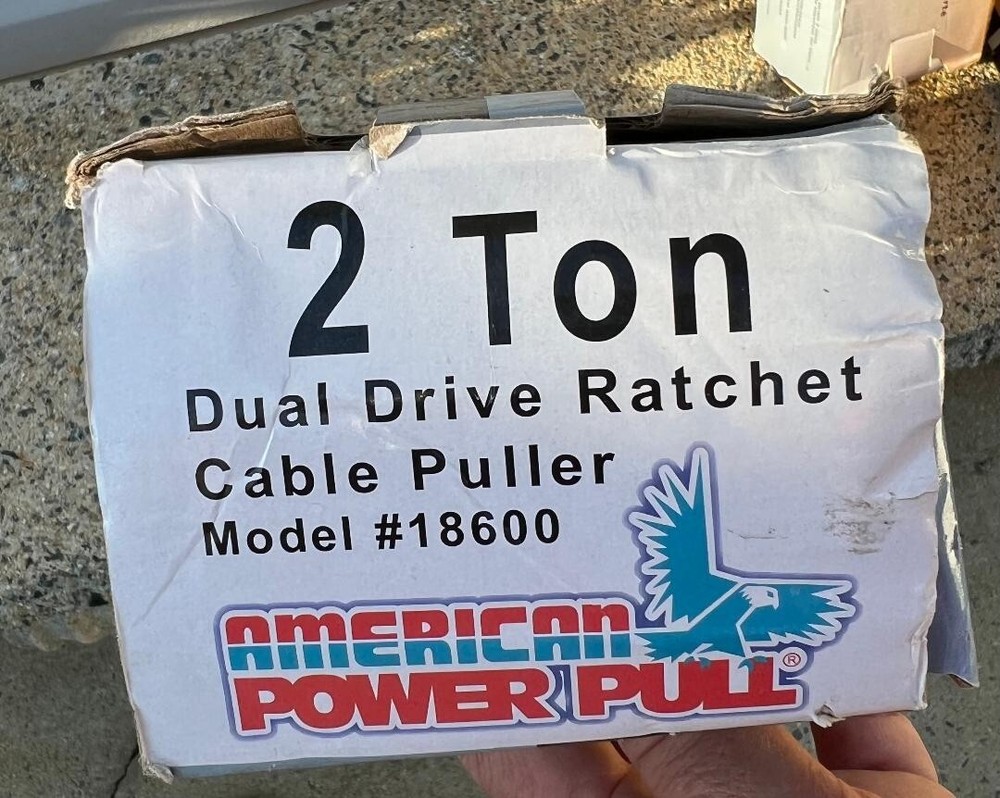 2 Ton
Dual Drive Ratchet
Cable Puller
Model #18600
AMERICAN
POWER PULL®